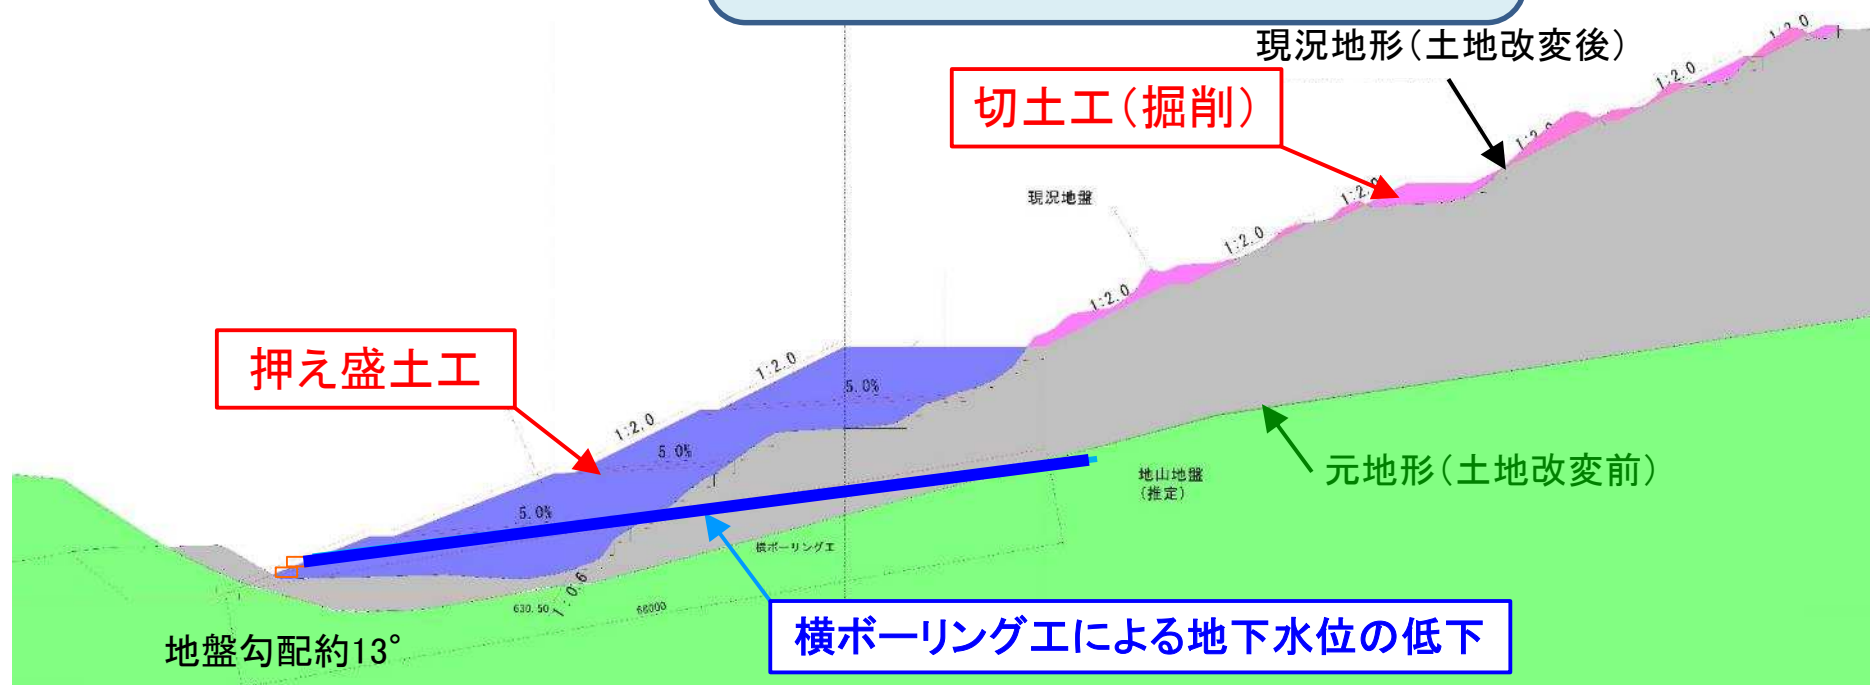 現況地形(土地改変後)
切土工(掘削)
1:2.0
1:2.0
1:2.0
1:2.0
1:2.0
1:2.0
現況地盤
押え盛土工
1:2.0
1:2.0
5.0%
5.0%
5.0%
地山地盤
(推定)
元地形(土地改変前)
横ボーリング工
1:0.6
630.50
68000
横ボーリング工による地下水位の低下
地盤勾配約13°